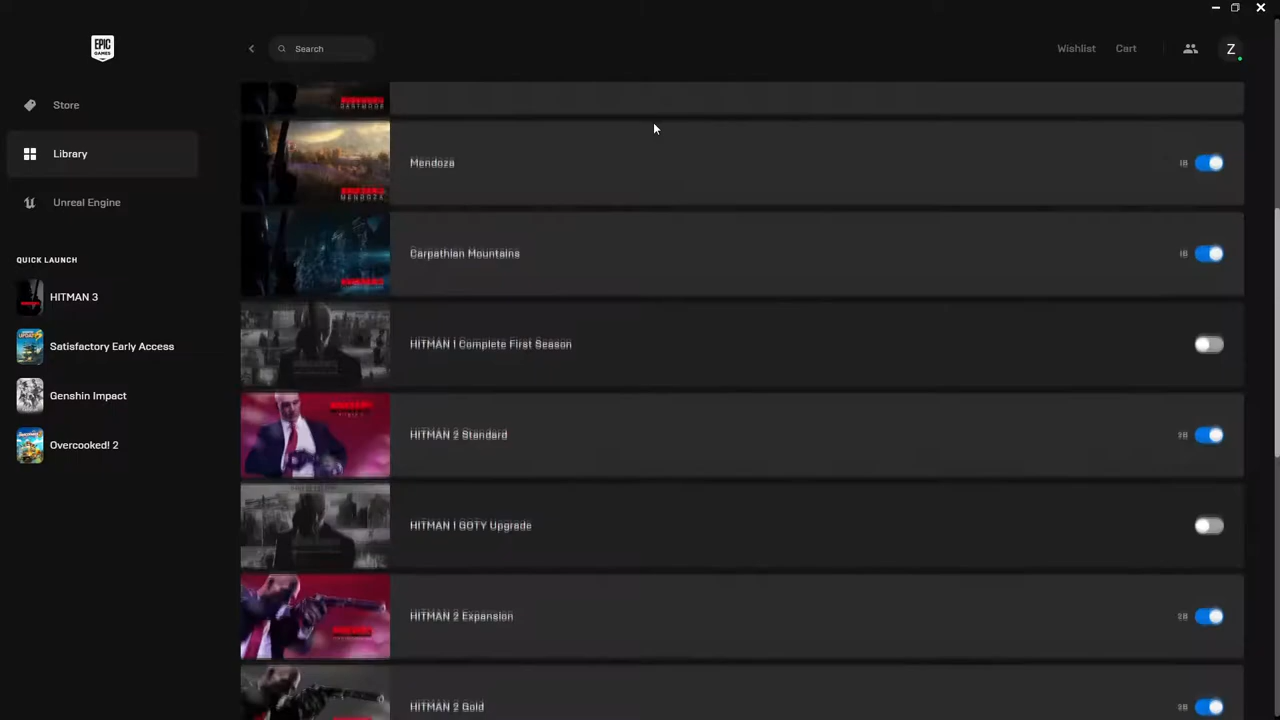 EPIC
GAMES
Search
Wishlist
Cart
Z
Store
Library
Unreal Engine
QUICK LAUNCH
HITMAN 3
Satisfactory Early Access
Genshin Impact
Overcooked! 2
Mendoza
Carpathian Mountains
HITMAN 1 Complete First Season
HITMAN 2 Standard
HITMAN 1 GOTY Upgrade
HITMAN 2 Expansion
HITMAN 2 Gold